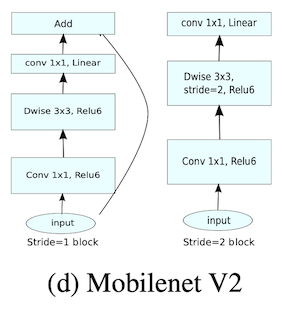 Add
conv 1x1, Linear
Dwise 3x3, Relu6
Conv 1x1, Relu6
input
Stride=1 block
conv 1x1, Linear
Dwise 3x3,
stride=2, Relu6
Conv 1x1, Relu6
input
Stride=2 block
(d) Mobilenet V2